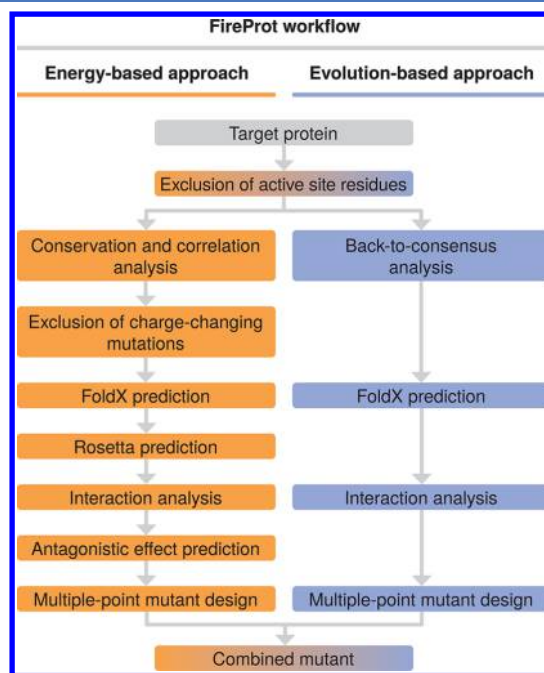 FireProt workflow
Energy-based approach
Evolution-based approach
Target protein
Exclusion of active site residues
Conservation and correlation
analysis
Back-to-consensus
analysis
Exclusion of charge-changing
mutations
FoldX prediction
FoldX prediction
Rosetta prediction
Interaction analysis
Interaction analysis
Antagonistic effect prediction
Multiple-point mutant design
Multiple-point mutant design
Combined mutant